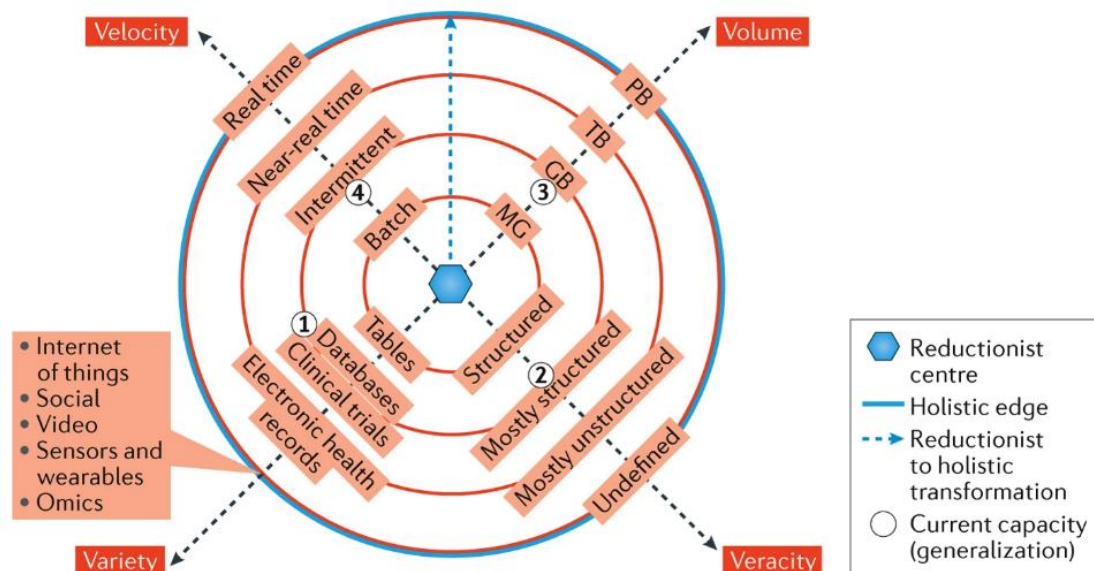 Velocity
Volume
Real time
Near-real time
Intermittent
Batch
PB
TB
GB
MG
4
3
1
2
Tables
Databases
Clinical trials
Electronic health
records
Structured
Mostly structured
Mostly unstructured
Undefined
• Internet
of things
• Social
• Video
• Sensors and
wearables
• Omics
Variety
Veracity
Reductionist
centre
Holistic edge
Reductionist
to holistic
transformation
Current capacity
(generalization)